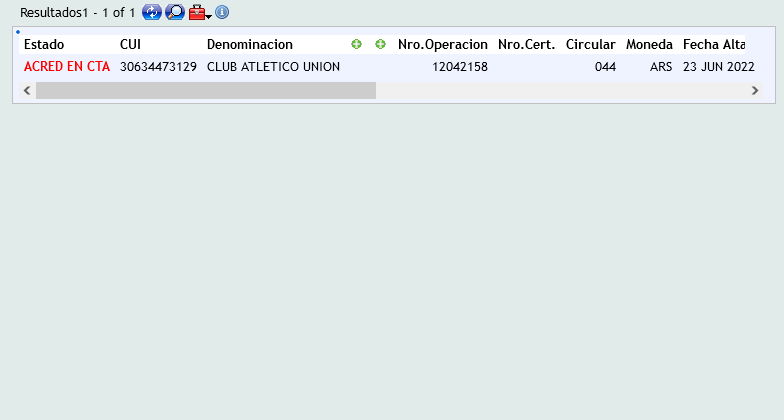 Resultados1 - 1 of 1
Estado CUI Denominacion Nro.Operacion Nro.Cert. Circular Moneda Fecha Alta
ACRED EN CTA 30634473129 CLUB ATLETICO UNION 12042158 044 ARS 23 JUN 2022